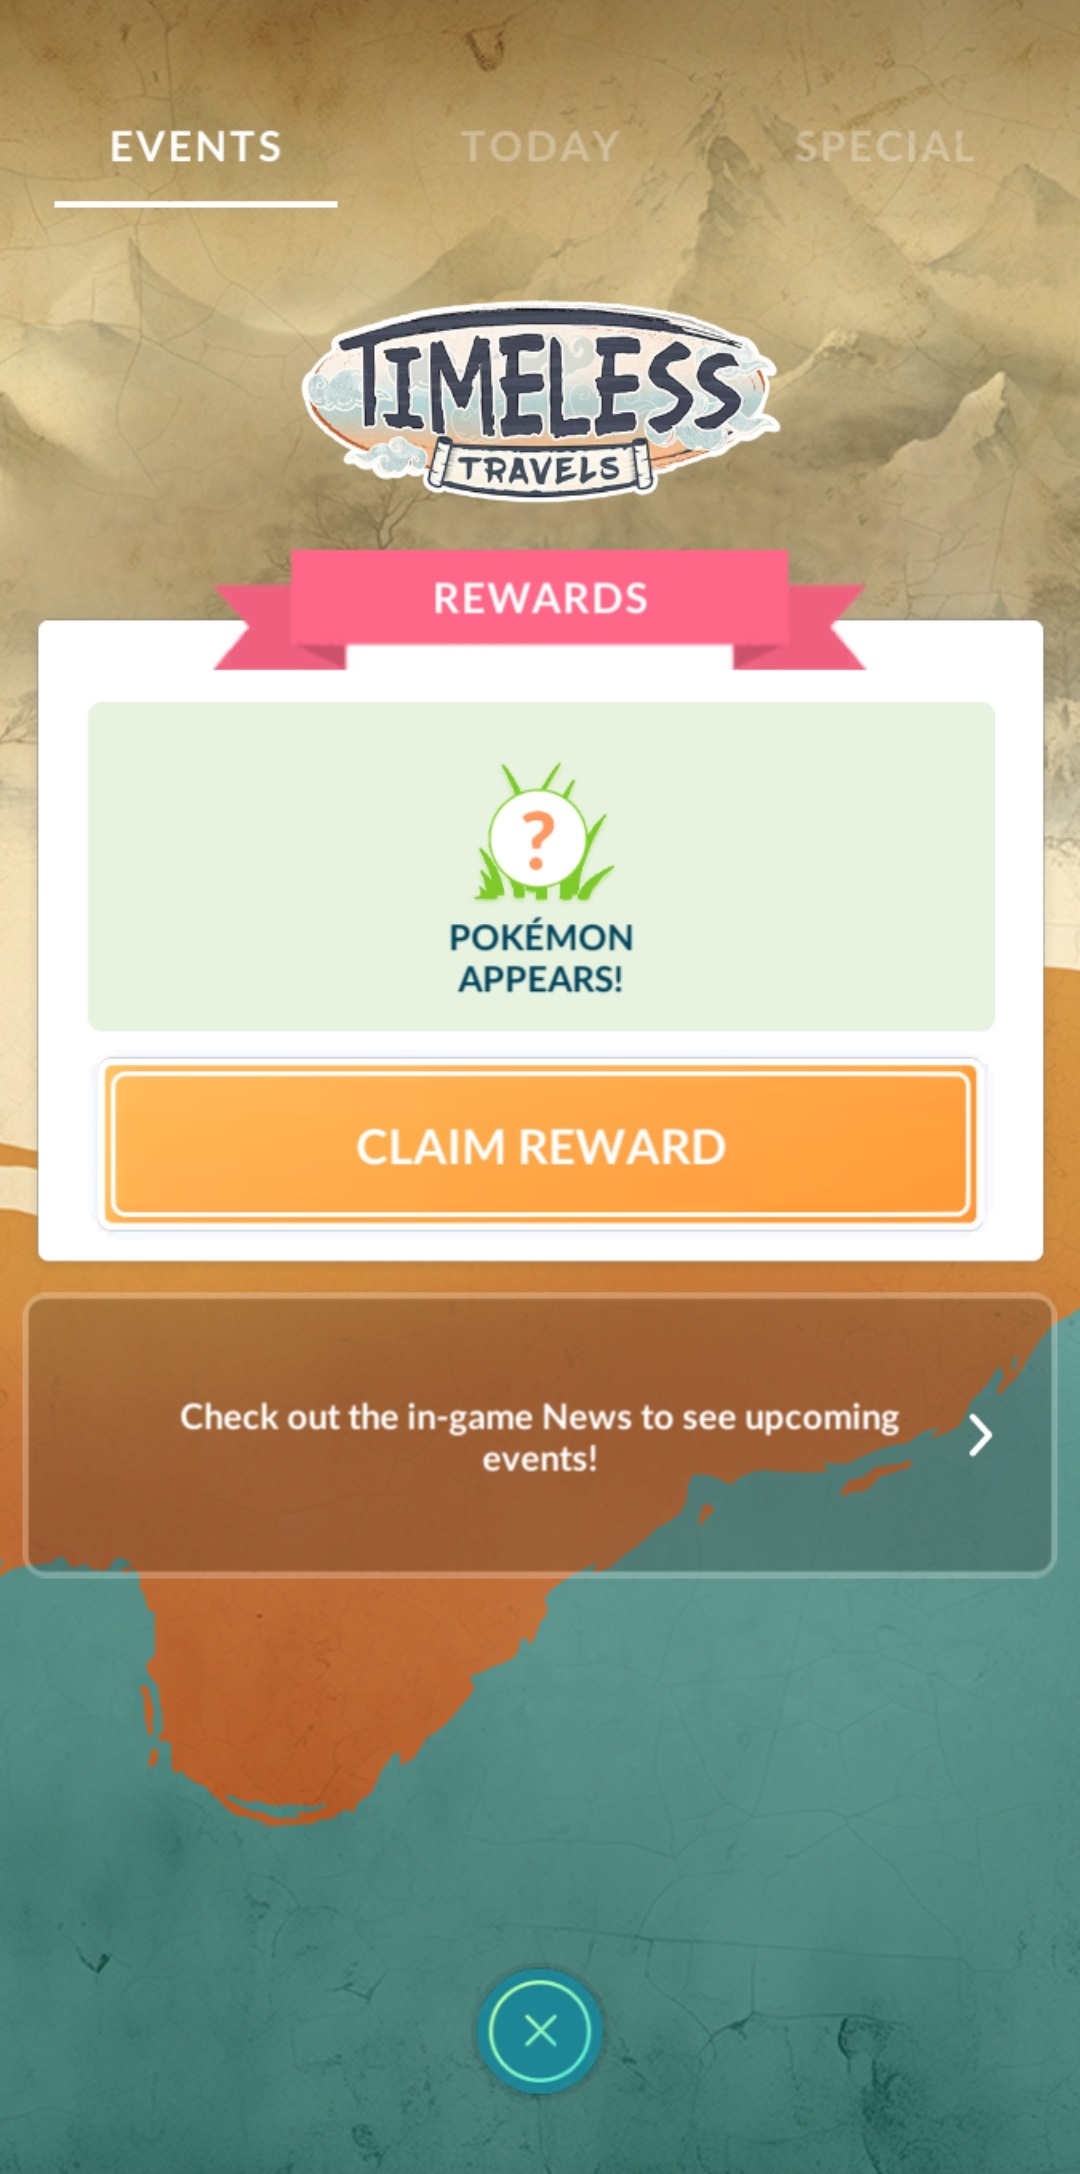 EVENTS
TODAY
SPECIAL
TIMELESS
TRAVELS
REWARDS
?
POKÉMON
APPEARS!
CLAIM REWARD
Check out the in-game News to see upcoming
events!